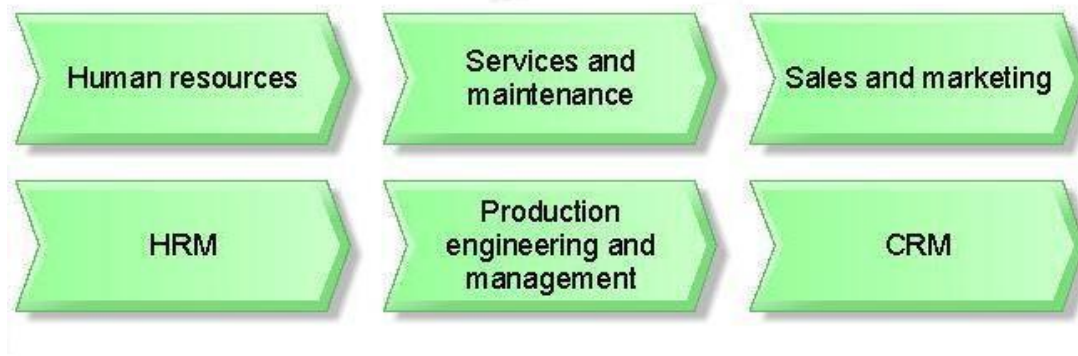 Human resources
Services and
maintenance
Sales and marketing
HRM
Production
engineering and
management
CRM